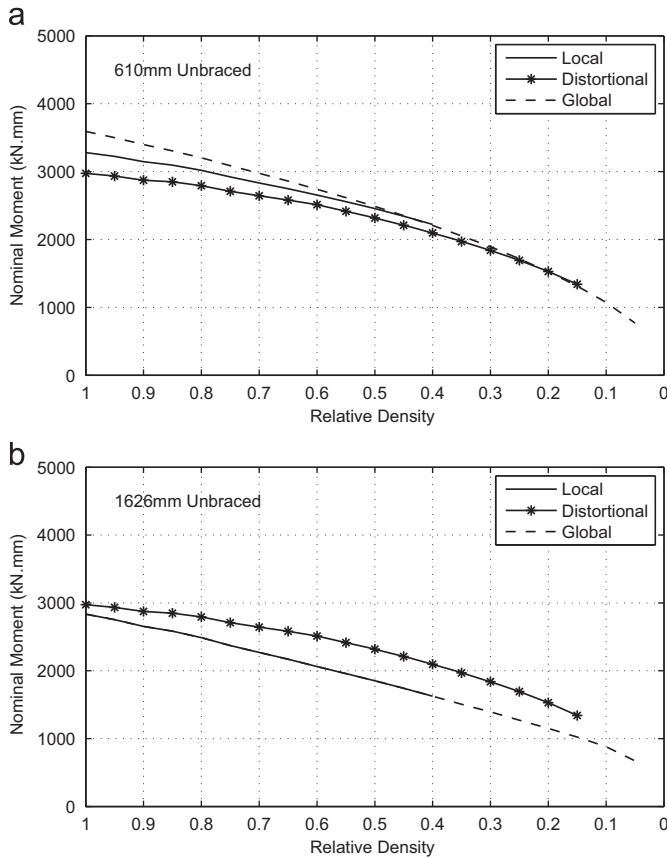 a
5000
4000
3000
2000
1000
0
Nominal Moment (kN.mm)
610mm Unbraced
Local
Distortional
Global
1 0.9 0.8 0.7 0.6 0.5 0.4 0.3 0.2 0.1 0
Relative Density
b
5000
4000
3000
2000
1000
0
Nominal Moment (kN.mm)
1626mm Unbraced
Local
Distortional
Global
1 0.9 0.8 0.7 0.6 0.5 0.4 0.3 0.2 0.1 0
Relative Density